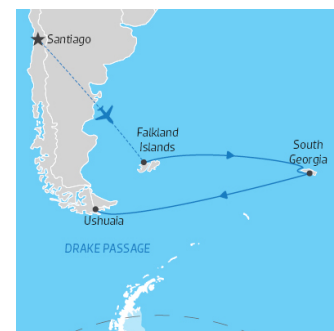 Santiago
Falkland
Islands
South
Georgia
Ushuaia
DRAKE PASSAGE